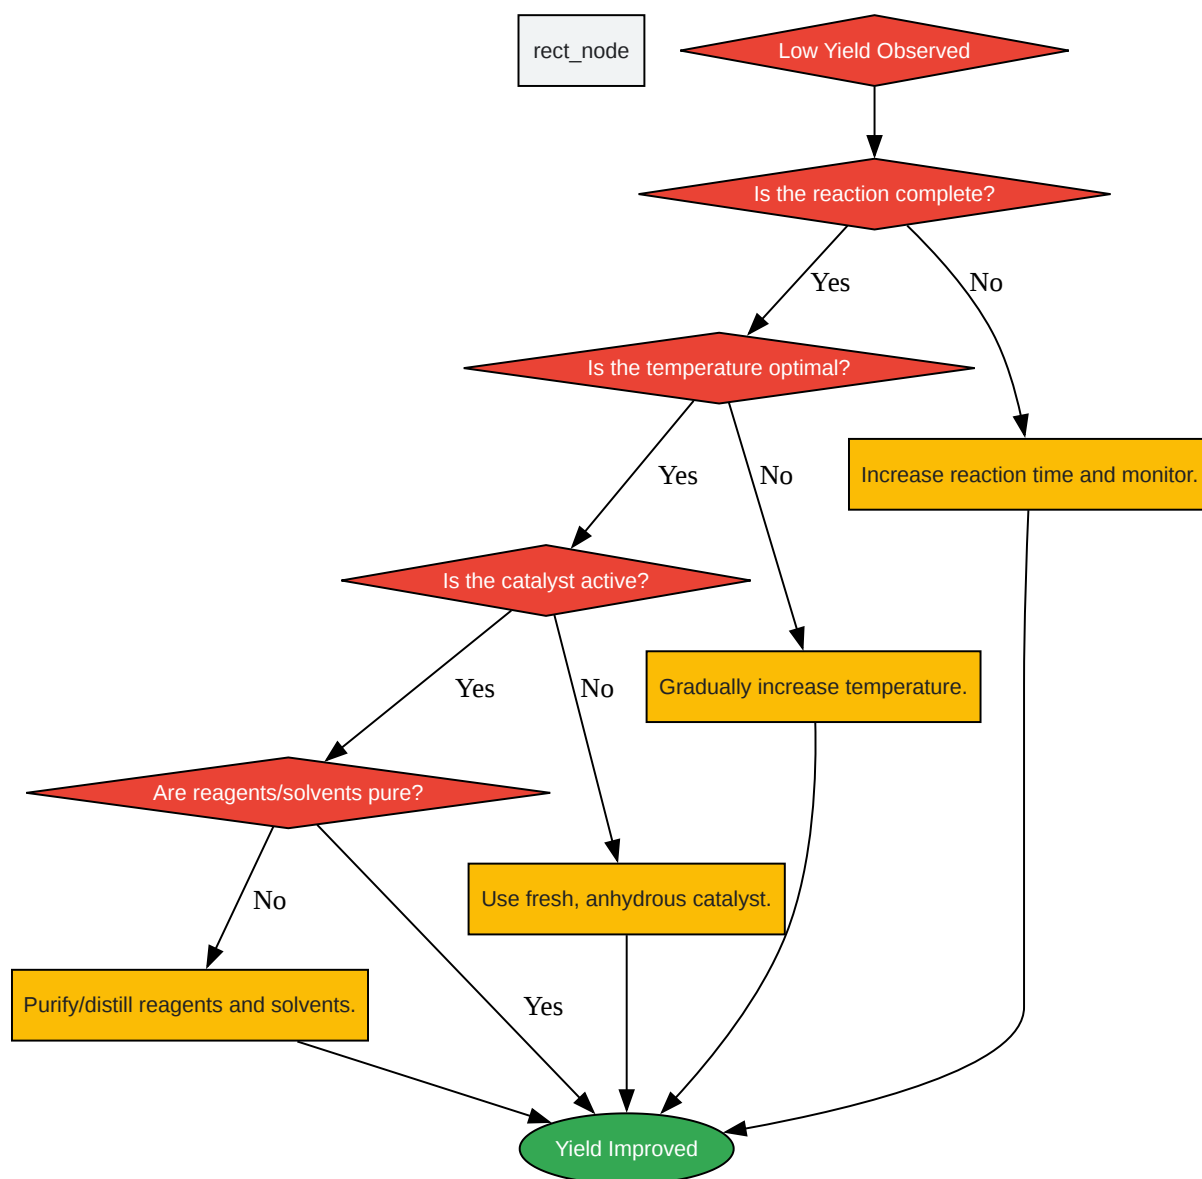 rect_node
Low Yield Observed
Is the reaction complete?
Yes
No
Is the temperature optimal?
Increase reaction time and monitor.
Yes
No
Is the catalyst active?
Gradually increase temperature.
Yes
No
Are reagents/solvents pure?
Use fresh, anhydrous catalyst.
No
Purify/distill reagents and solvents.
Yes
Yield Improved